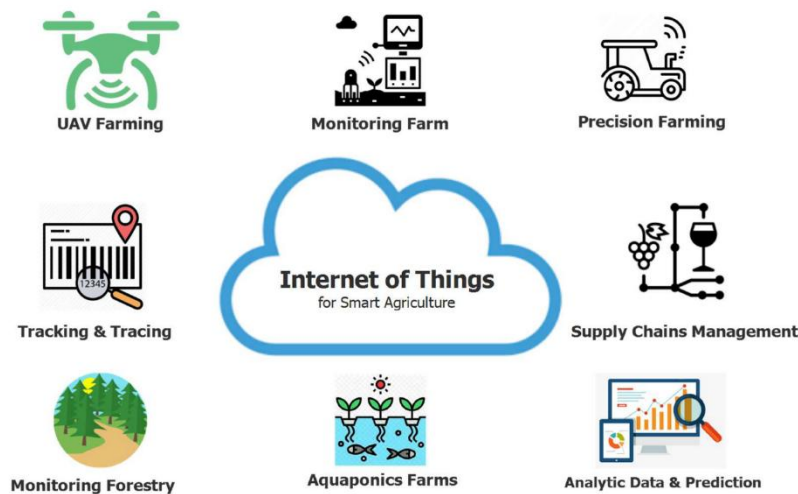 UAV Farming
Monitoring Farm
Precision Farming
12345
Tracking & Tracing
Internet of Things
for Smart Agriculture
Supply Chains Management
Monitoring Forestry
Aquaponics Farms
Analytic Data & Prediction